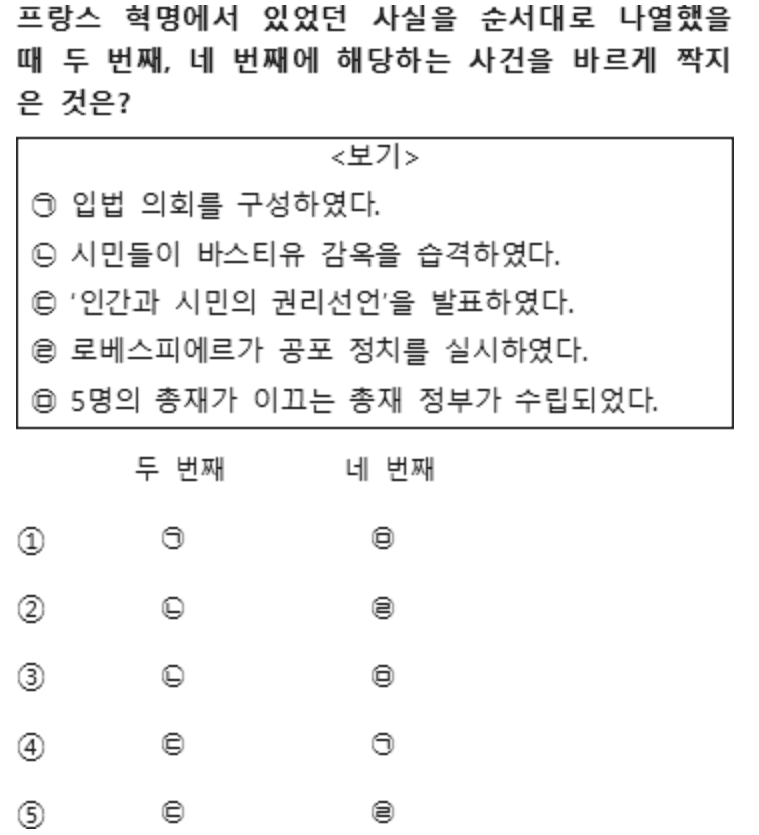 프랑스 혁명에서 있었던 사실을 순서대로 나열했을
때 두 번째, 네 번째에 해당하는 사건을 바르게 짝지
은 것은?
<보기>
㉠ 입법 의회를 구성하였다.
㉡ 시민들이 바스티유 감옥을 습격하였다.
㉢ '인간과 시민의 권리선언'을 발표하였다.
㉣ 로베스피에르가 공포 정치를 실시하였다.
㉤ 5명의 총재가 이끄는 총재 정부가 수립되었다.
두 번째 네 번째
① ㉠ ㉤
② ㉡ ㉣
③ ㉡ ㉤
④ ㉢ ㉠
⑤ ㉢ ㉣